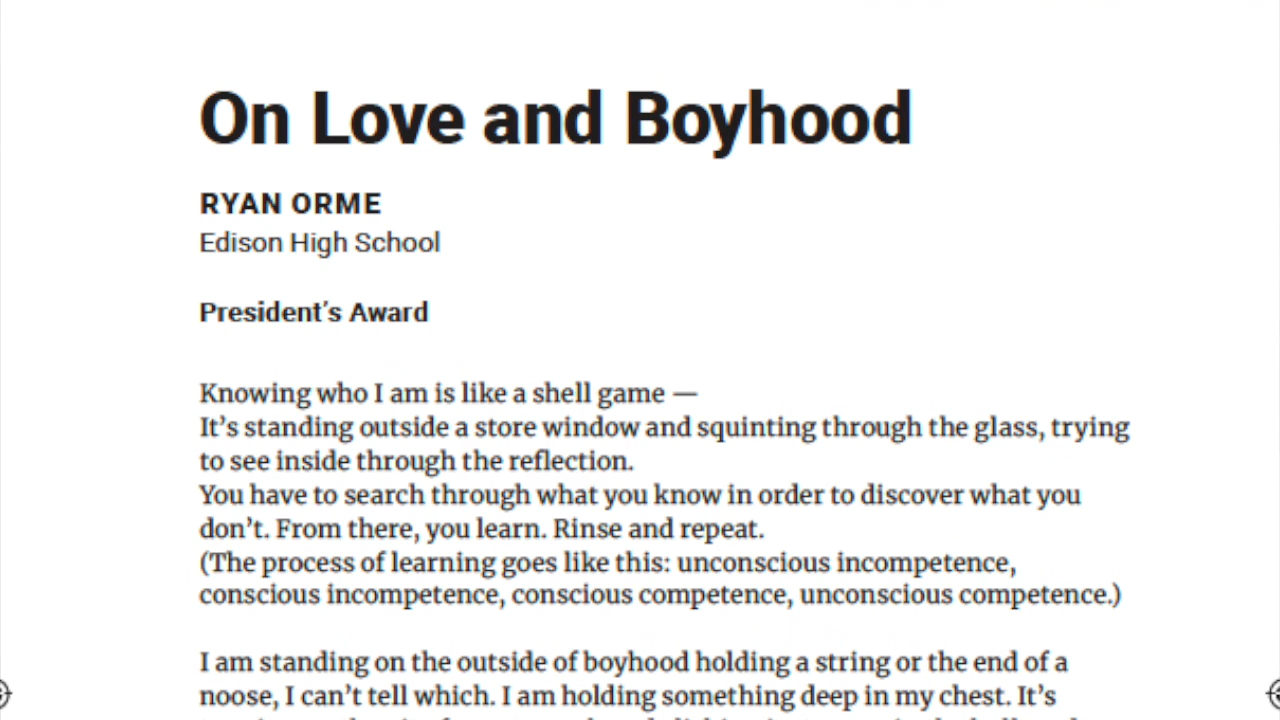 On Love and Boyhood
RYAN ORME
Edison High School
President's Award
Knowing who I am is like a shell game —
It’s standing outside a store window and squinting through the glass, trying
to see inside through the reflection.
You have to search through what you know in order to discover what you
don’t. From there, you learn. Rinse and repeat.
(The process of learning goes like this: unconscious incompetence,
conscious incompetence, conscious competence, unconscious competence.)
I am standing on the outside of boyhood holding a string or the end of a
noose, I can’t tell which. I am holding something deep in my chest. It’s